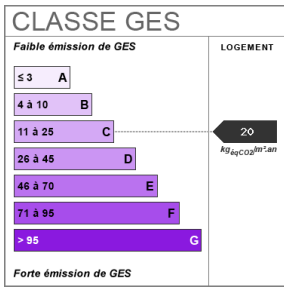 CLASSE GES
Faible émission de GES
LOGEMENT
≤ 3 A
4 à 10 B
11 à 25 C
20
kgéqCO2/m².an
26 à 45 D
46 à 70 E
71 à 95 F
> 95 G
Forte émission de GES